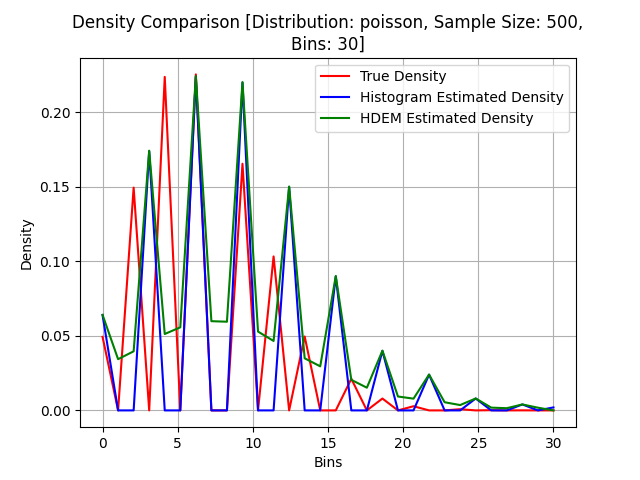 Density Comparison [Distribution: poisson, Sample Size: 500,
Bins: 30]
True Density
Histogram Estimated Density
HDEM Estimated Density
Density
0.20
0.15
0.10
0.05
0.00
0 5 10 15 20 25 30
Bins